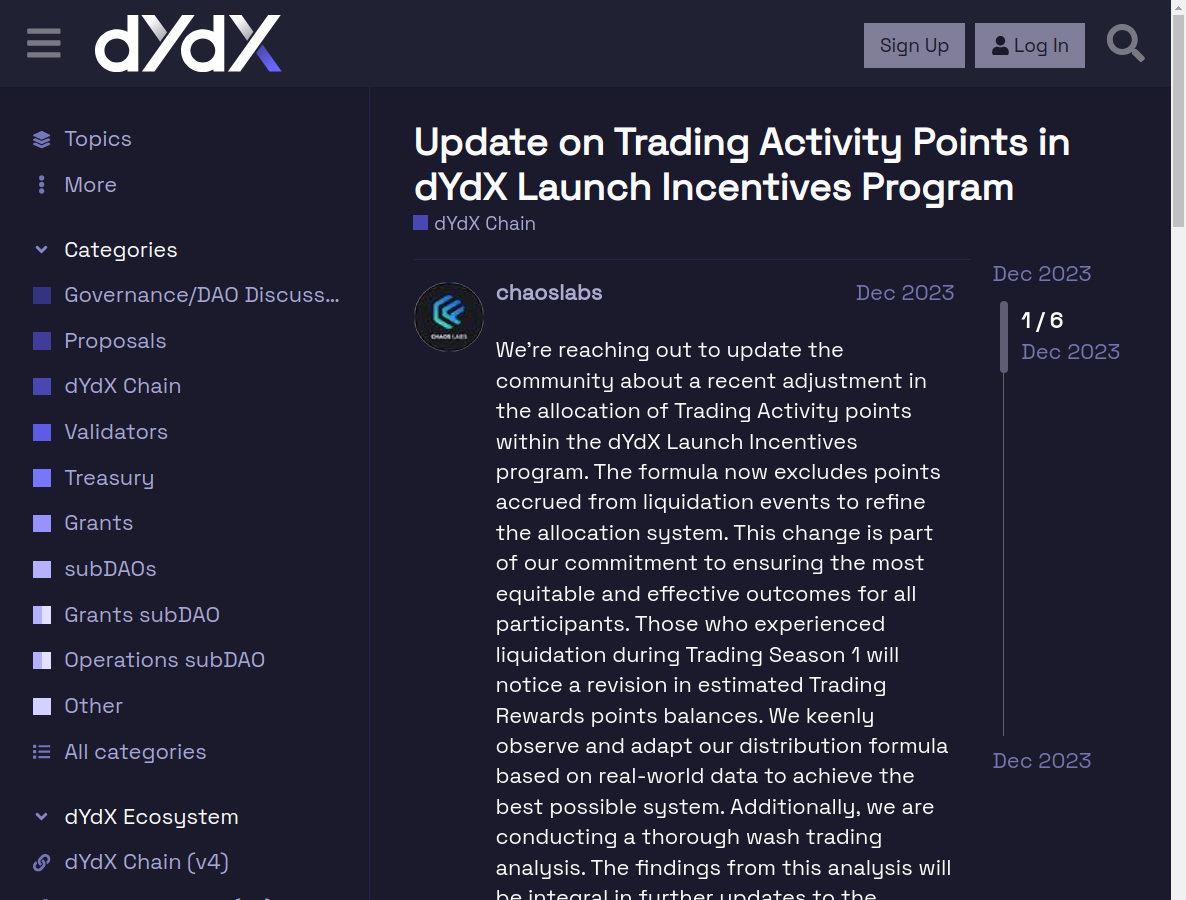 dYdX
Sign Up
Log In
Topics
More
Categories
Governance/DAO Discuss...
Proposals
dYdX Chain
Validators
Treasury
Grants
subDAOs
Grants subDAO
Operations subDAO
Other
All categories
dYdX Ecosystem
dYdX Chain (v4)
Update on Trading Activity Points in
dYdX Launch Incentives Program
dYdX Chain
CHAOS LABS
chaoslabs
Dec 2023
We're reaching out to update the
community about a recent adjustment in
the allocation of Trading Activity points
within the dYdX Launch Incentives
program. The formula now excludes points
accrued from liquidation events to refine
the allocation system. This change is part
of our commitment to ensuring the most
equitable and effective outcomes for all
participants. Those who experienced
liquidation during Trading Season 1 will
notice a revision in estimated Trading
Rewards points balances. We keenly
observe and adapt our distribution formula
based on real-world data to achieve the
best possible system. Additionally, we are
conducting a thorough wash trading
analysis. The findings from this analysis will
be integral in further updates to the
Dec 2023
1 / 6
Dec 2023
Dec 2023